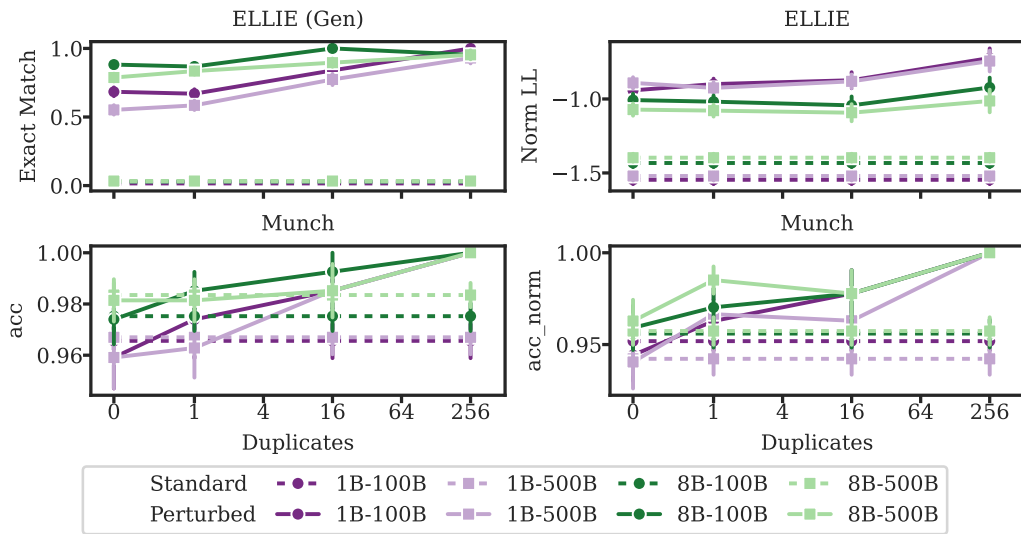 ELLIE (Gen)
ELLIE
Exact Match
1.0
0.5
0.0
Norm LL
−1.0
−1.5
Munch
Munch
acc
1.00
0.98
0.96
acc_norm
1.00
0.95
0 1 4 16 64 256
0 1 4 16 64 256
Duplicates
Duplicates
Standard 1B-100B 1B-500B 8B-100B 8B-500B
Perturbed 1B-100B 1B-500B 8B-100B 8B-500B